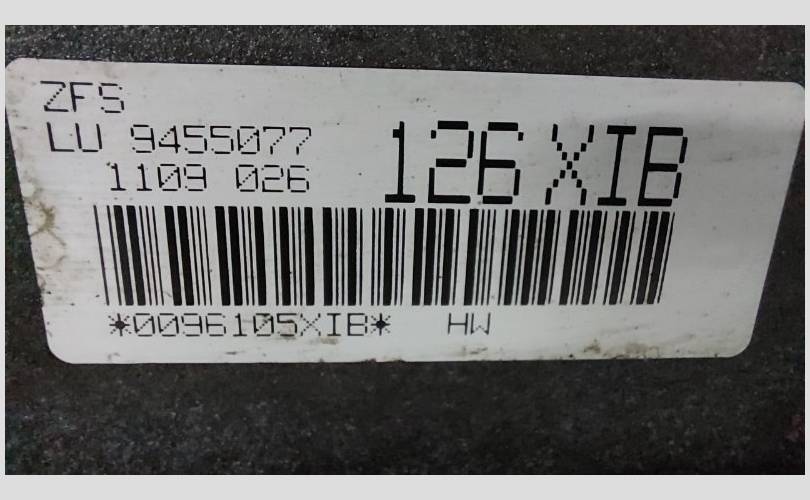 ZFS
LU 9455077
1109 026
126 XIB
*0096105XIB* HW